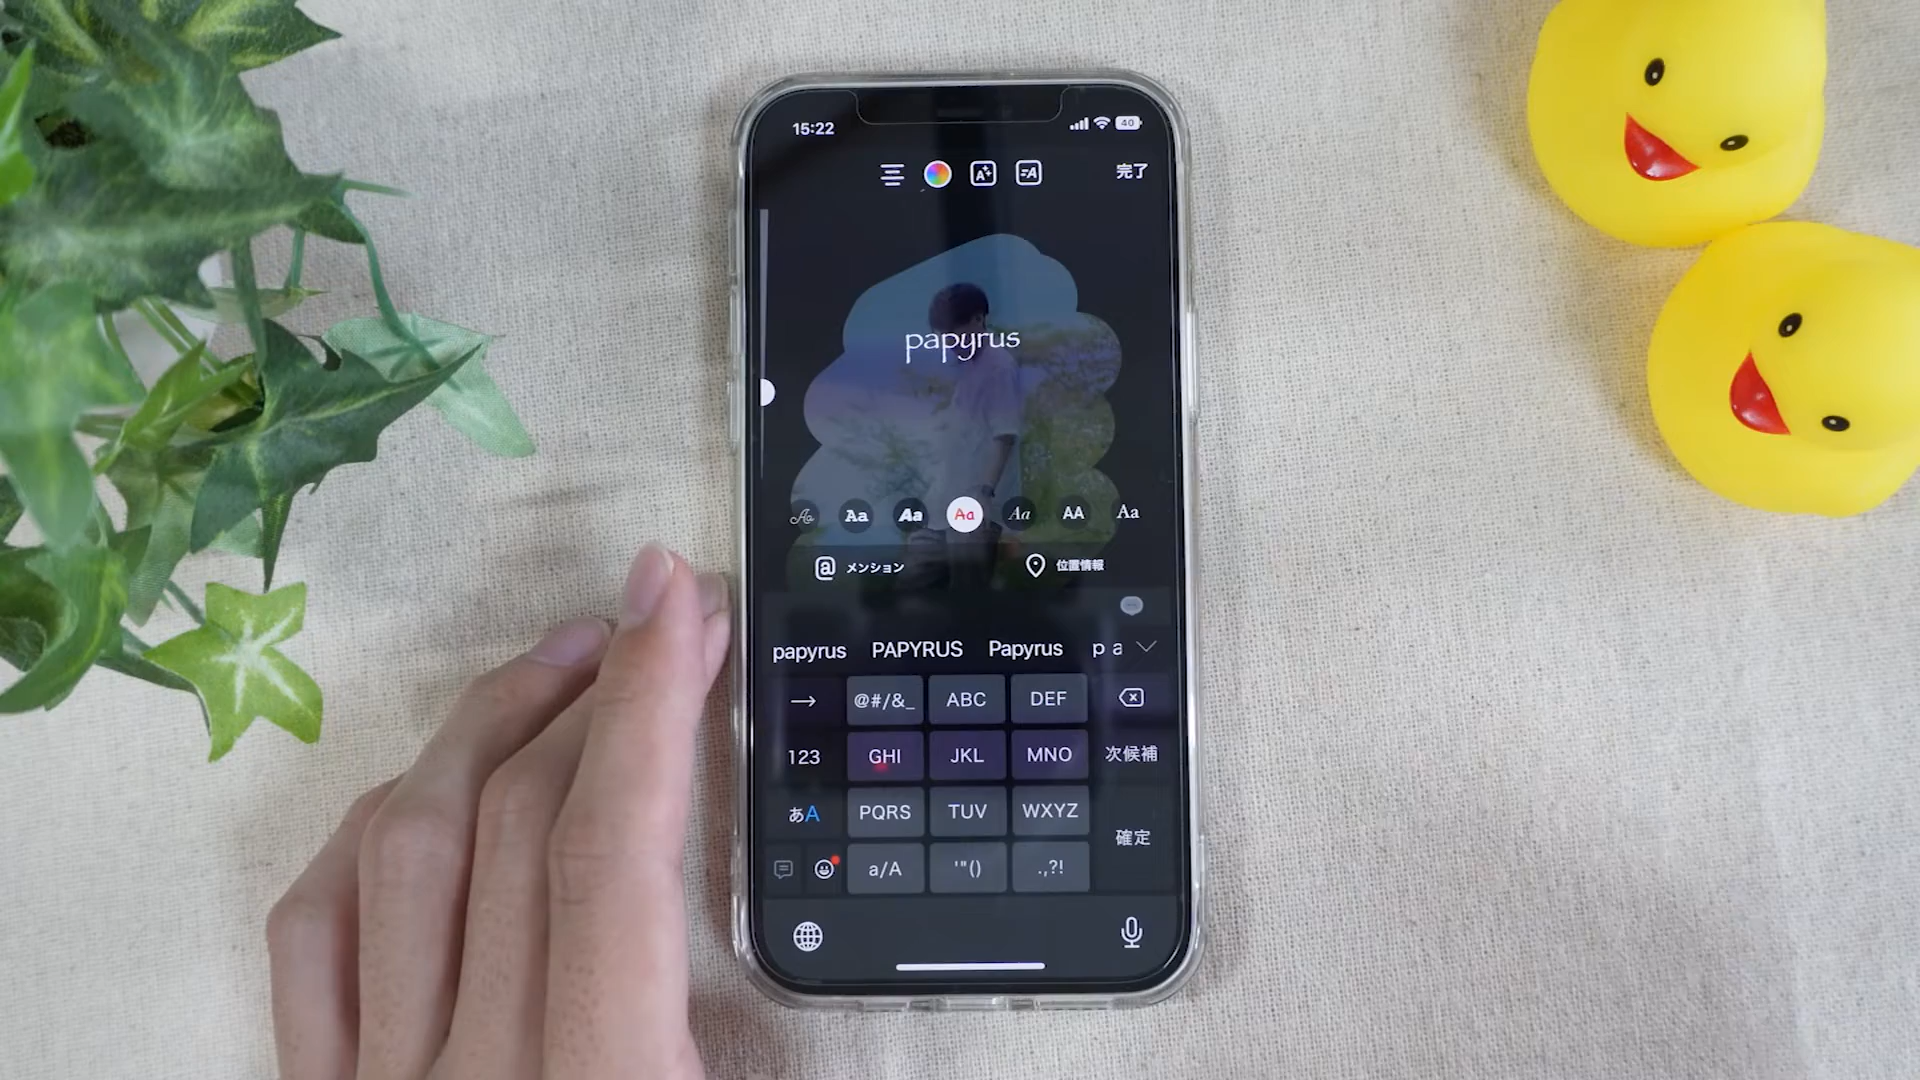 15:22
40
A
=A
完了
papyrus
Aa Aa Aa Aa Aa AA Aa
@ メンション
位置情報
papyrus PAPYRUS Papyrus p a
→ @#/&_ ABC DEF
123 GHI JKL MNO 次候補
あA PQRS TUV WXYZ
確定
a/A '"() .,?!